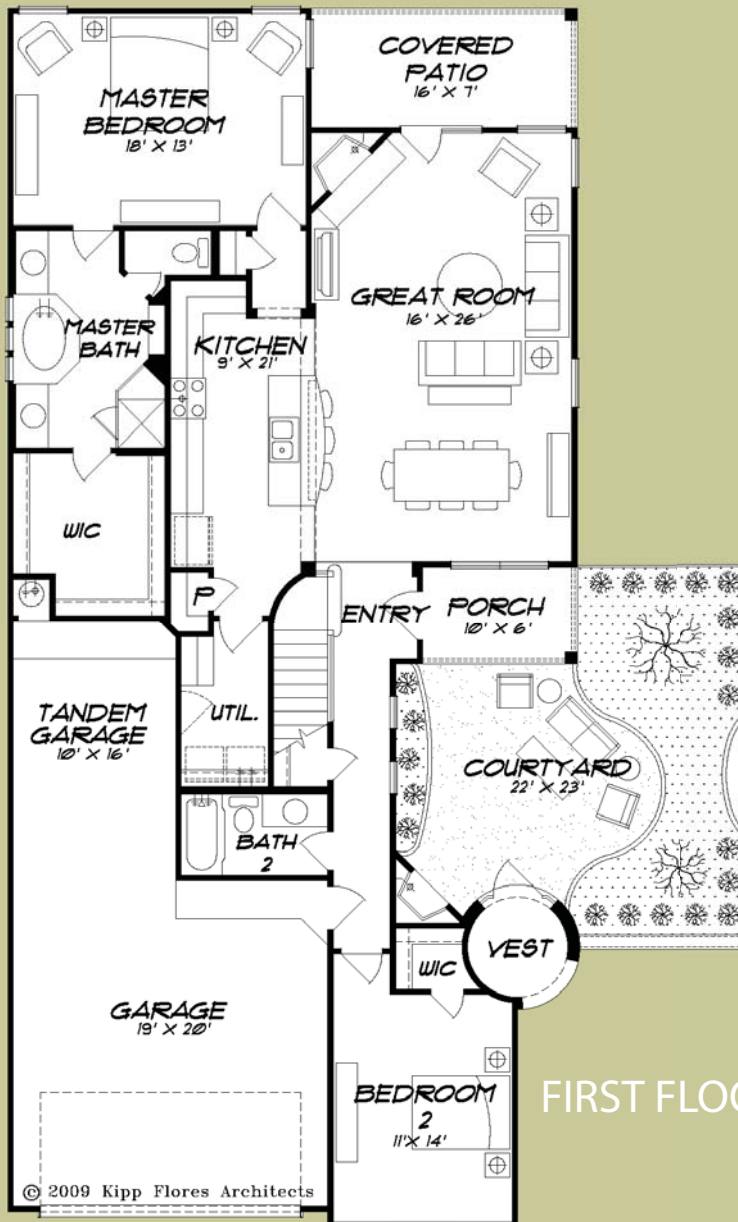 COVERED
PATIO
16' X 7'
MASTER
BEDROOM
18' X 13'
GREAT ROOM
16' X 26'
MASTER
BATH
KITCHEN
9' X 21'
WIC
P
ENTRY
PORCH
10' X 6'
TANDEM
GARAGE
10' X 16'
UTIL.
COURTYARD
22' X 23'
BATH
2
VEST
WIC
GARAGE
19' X 20'
BEDROOM
2
11' X 14'
FIRST FLOO
© 2009 Kipp Flores Architects